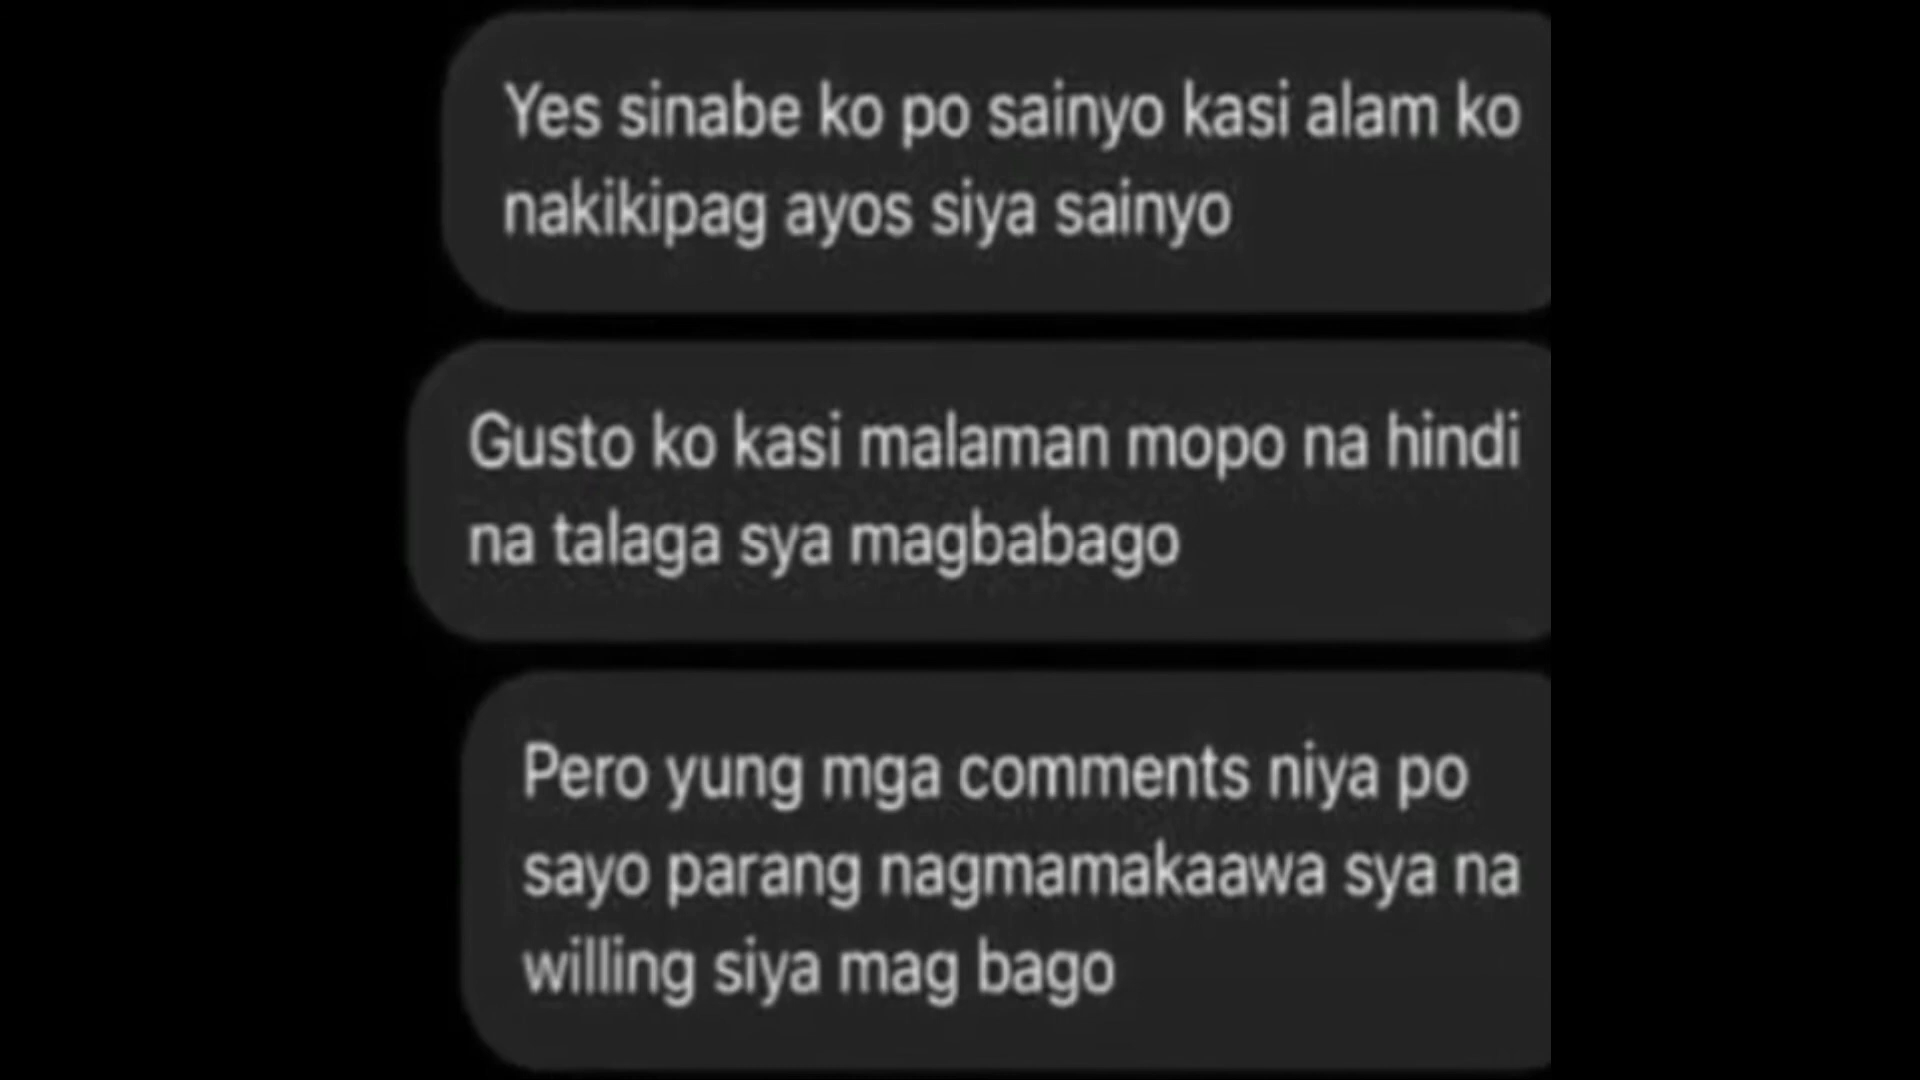 Yes sinabe ko po sainyo kasi alam ko
nakikipag ayos siya sainyo
Gusto ko kasi malaman mopo na hindi
na talaga sya magbabago
Pero yung mga comments niya po
sayo parang nagmamakaawa sya na
willing siya mag bago